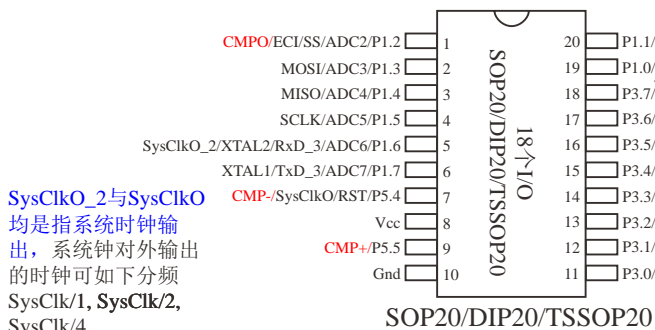 CMPO/ECI/SS/ADC2/P1.2 1
MOSI/ADC3/P1.3 2
MISO/ADC4/P1.4 3
SCLK/ADC5/P1.5 4
SysClkO_2/XTAL2/RxD_3/ADC6/P1.6 5
XTAL1/TxD_3/ADC7/P1.7 6
CMP-/SysClkO/RST/P5.4 7
Vcc 8
CMP+/P5.5 9
Gnd 10
SOP20/DIP20/TSSOP20
18个I/O
20 P1.1/
19 P1.0/
18 P3.7/
17 P3.6/
16 P3.5/
15 P3.4/
14 P3.3/
13 P3.2/
12 P3.1/
11 P3.0/
SysClkO_2与SysClkO
均是指系统时钟输
出，系统钟对外输出
的时钟可如下分频
SysClk/1, SysClk/2,
SysClk/4
SOP20/DIP20/TSSOP20